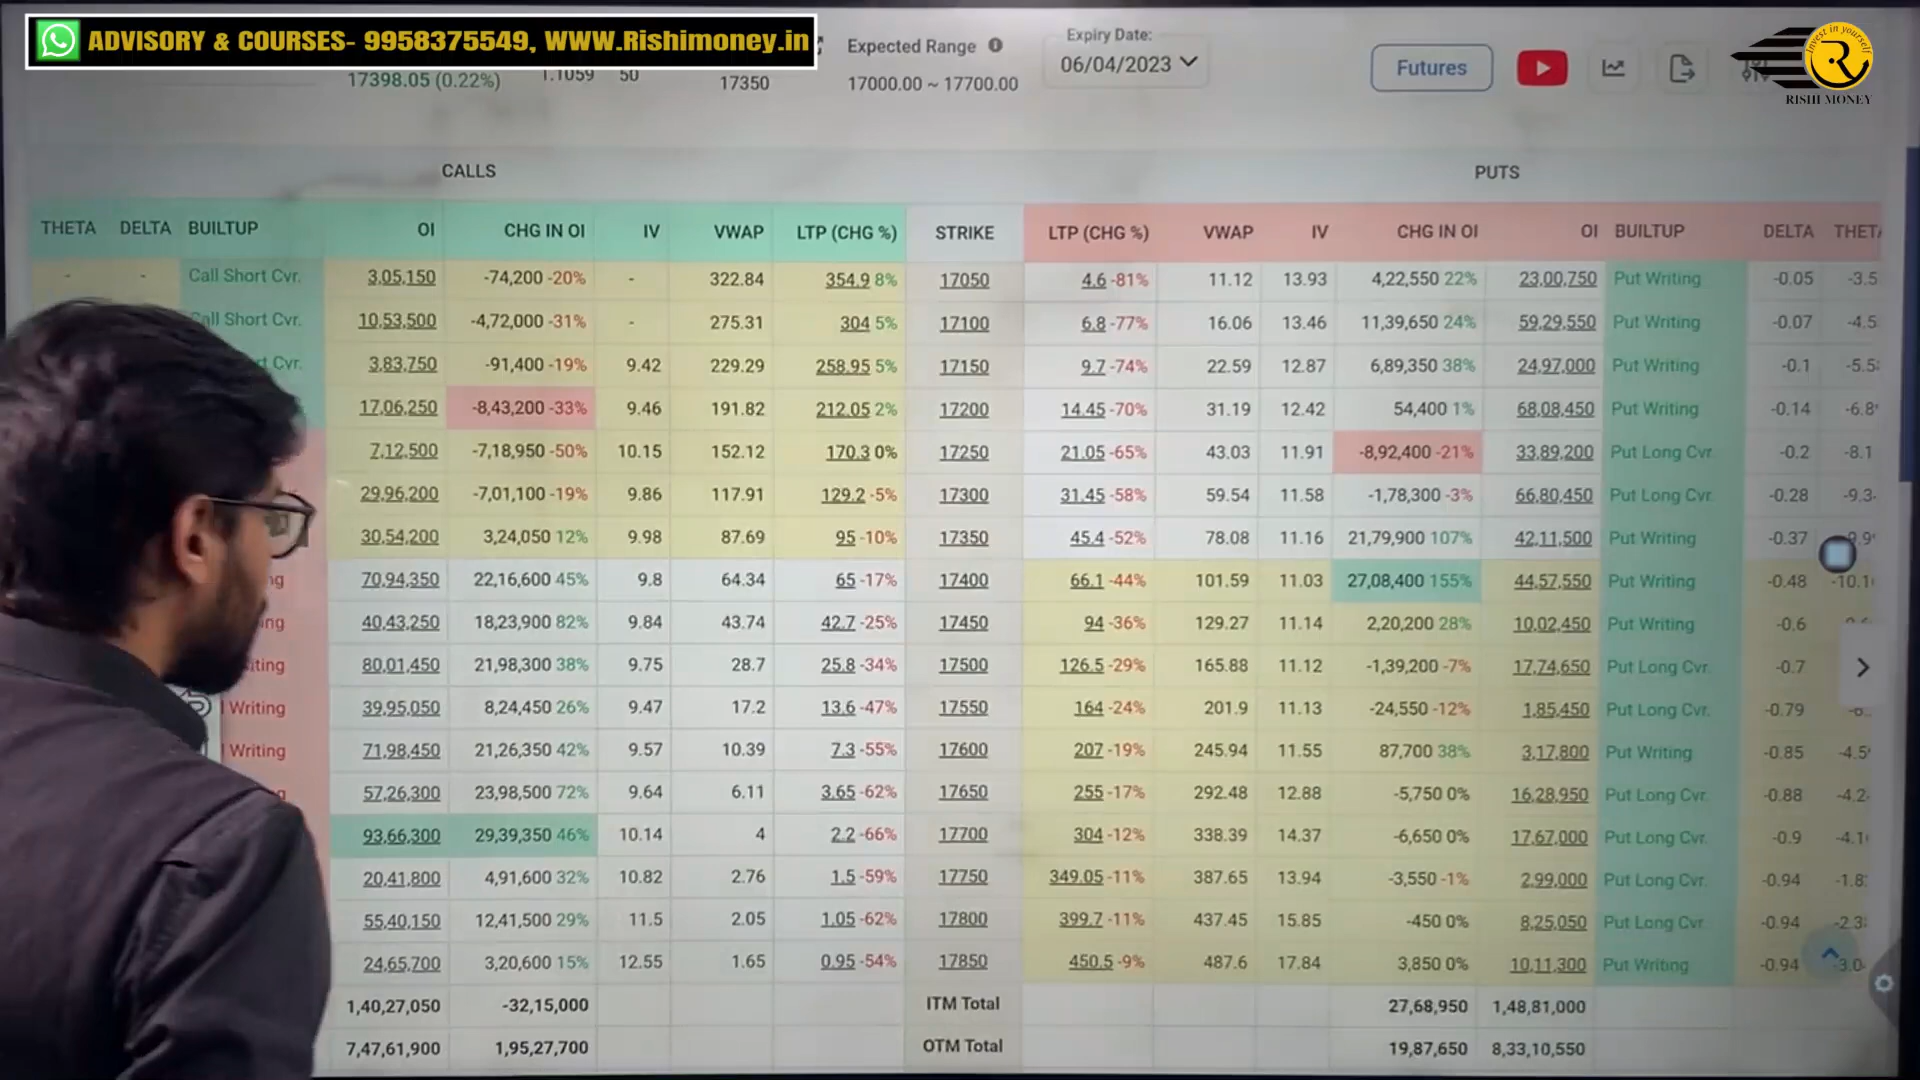 ADVISORY & COURSES- 9958375549, WWW.Rishimoney.in
Invest in yourself
R
RISHI MONEY
17398.05 (0.22%) 1.1059 50 17350
Expected Range
17000.00 ~ 17700.00
Expiry Date:
06/04/2023
Futures
CALLS PUTS
THETA DELTA BUILTUP OI CHG IN OI IV VWAP LTP (CHG %) STRIKE LTP (CHG %) VWAP IV CHG IN OI OI BUILTUP DELTA THETA
- - Call Short Cvr. 3,05,150 -74,200 -20% - 322.84 354.9 8% 17050 4.6 -81% 11.12 13.93 4,22,550 22% 23,00,750 Put Writing -0.05 -3.5
Call Short Cvr. 10,53,500 -4,72,000 -31% - 275.31 304 5% 17100 6.8 -77% 16.06 13.46 11,39,650 24% 59,29,550 Put Writing -0.07 -4.5
Cvr. 3,83,750 -91,400 -19% 9.42 229.29 258.95 5% 17150 9.7 -74% 22.59 12.87 6,89,350 38% 24,97,000 Put Writing -0.1 -5.5
17,06,250 -8,43,200 -33% 9.46 191.82 212.05 2% 17200 14.45 -70% 31.19 12.42 54,400 1% 68,08,450 Put Writing -0.14 -6.8
7,12,500 -7,18,950 -50% 10.15 152.12 170.3 0% 17250 21.05 -65% 43.03 11.91 -8,92,400 -21% 33,89,200 Put Long Cvr. -0.2 -8.1
29,96,200 -7,01,100 -19% 9.86 117.91 129.2 -5% 17300 31.45 -58% 59.54 11.58 -1,78,300 -3% 66,80,450 Put Long Cvr. -0.28 -9.3
30,54,200 3,24,050 12% 9.98 87.69 95 -10% 17350 45.4 -52% 78.08 11.16 21,79,900 107% 42,11,500 Put Writing -0.37
70,94,350 22,16,600 45% 9.8 64.34 65 -17% 17400 66.1 -44% 101.59 11.03 27,08,400 155% 44,57,550 Put Writing -0.48 -10.1
40,43,250 18,23,900 82% 9.84 43.74 42.7 -25% 17450 94 -36% 129.27 11.14 2,20,200 28% 10,02,450 Put Writing -0.6
80,01,450 21,98,300 38% 9.75 28.7 25.8 -34% 17500 126.5 -29% 165.88 11.12 -1,39,200 -7% 17,74,650 Put Long Cvr. -0.7
Writing 39,95,050 8,24,450 26% 9.47 17.2 13.6 -47% 17550 164 -24% 201.9 11.13 -24,550 -12% 1,85,450 Put Long Cvr. -0.79
Writing 71,98,450 21,26,350 42% 9.57 10.39 7.3 -55% 17600 207 -19% 245.94 11.55 87,700 38% 3,17,800 Put Writing -0.85 -4.5
57,26,300 23,98,500 72% 9.64 6.11 3.65 -62% 17650 255 -17% 292.48 12.88 -5,750 0% 16,28,950 Put Long Cvr. -0.88 -4.2
93,66,300 29,39,350 46% 10.14 4 2.2 -66% 17700 304 -12% 338.39 14.37 -6,650 0% 17,67,000 Put Long Cvr. -0.9 -4.1
20,41,800 4,91,600 32% 10.82 2.76 1.5 -59% 17750 349.05 -11% 387.65 13.94 -3,550 -1% 2,99,000 Put Long Cvr. -0.94 -1.8
55,40,150 12,41,500 29% 11.5 2.05 1.05 -62% 17800 399.7 -11% 437.45 15.85 -450 0% 8,25,050 Put Long Cvr. -0.94 -2.3
24,65,700 3,20,600 15% 12.55 1.65 0.95 -54% 17850 450.5 -9% 487.6 17.84 3,850 0% 10,11,300 Put Writing -0.94 -3.0
1,40,27,050 -32,15,000 ITM Total 27,68,950 1,48,81,000
7,47,61,900 1,95,27,700 OTM Total 19,87,650 8,33,10,550